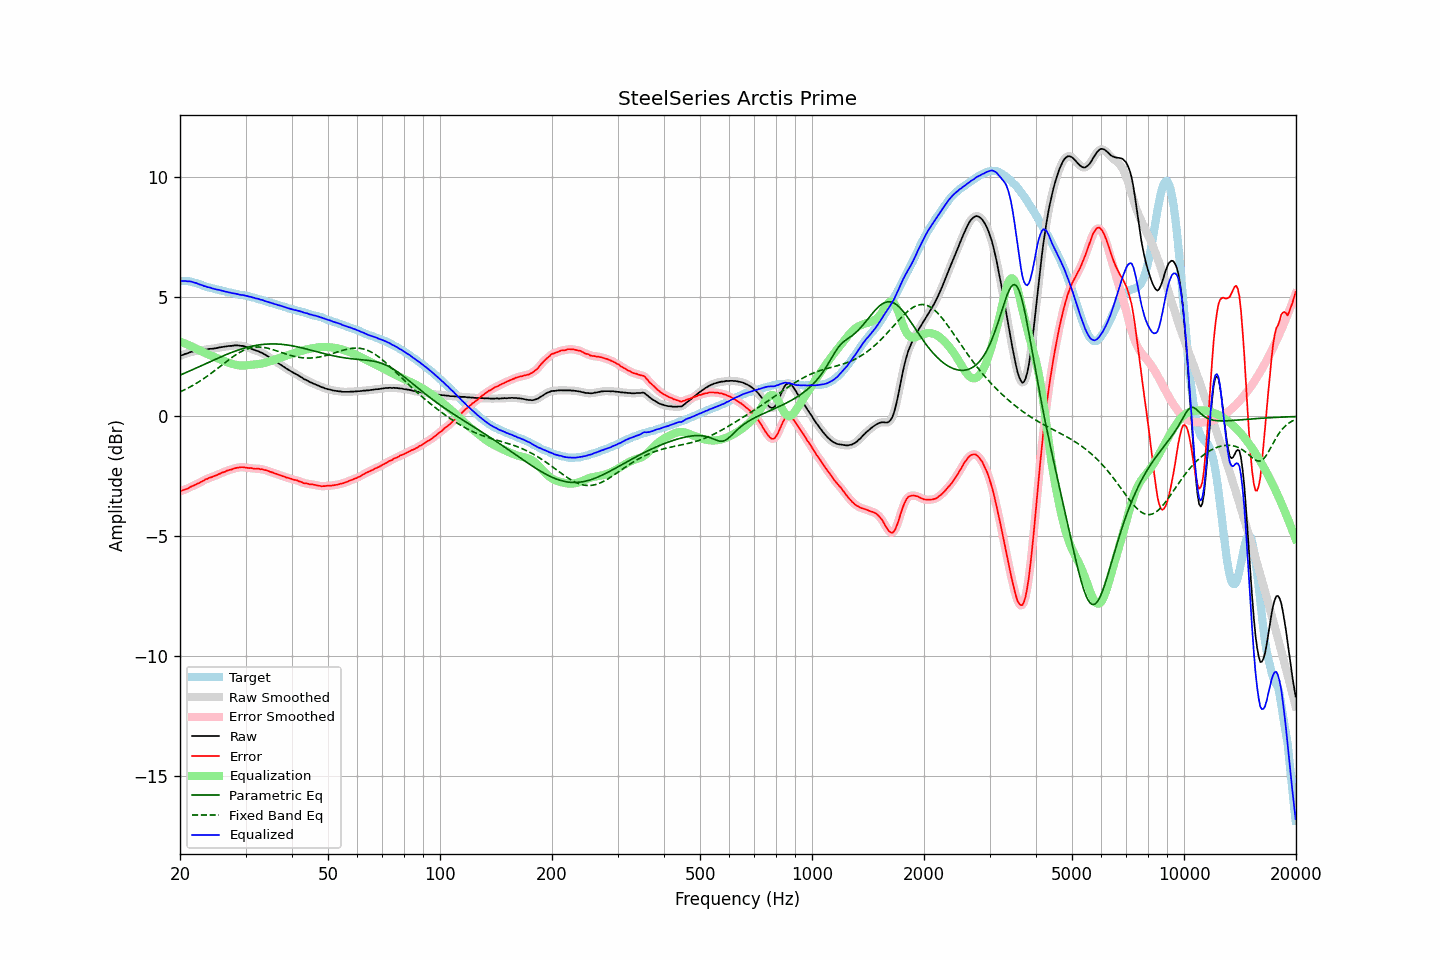 SteelSeries Arctis Prime
Amplitude (dBr)
10
5
0
−5
−10
−15
Target
Raw Smoothed
Error Smoothed
Raw
Error
Equalization
Parametric Eq
Fixed Band Eq
Equalized
20 50 100 200 500 1000 2000 5000 10000 20000
Frequency (Hz)